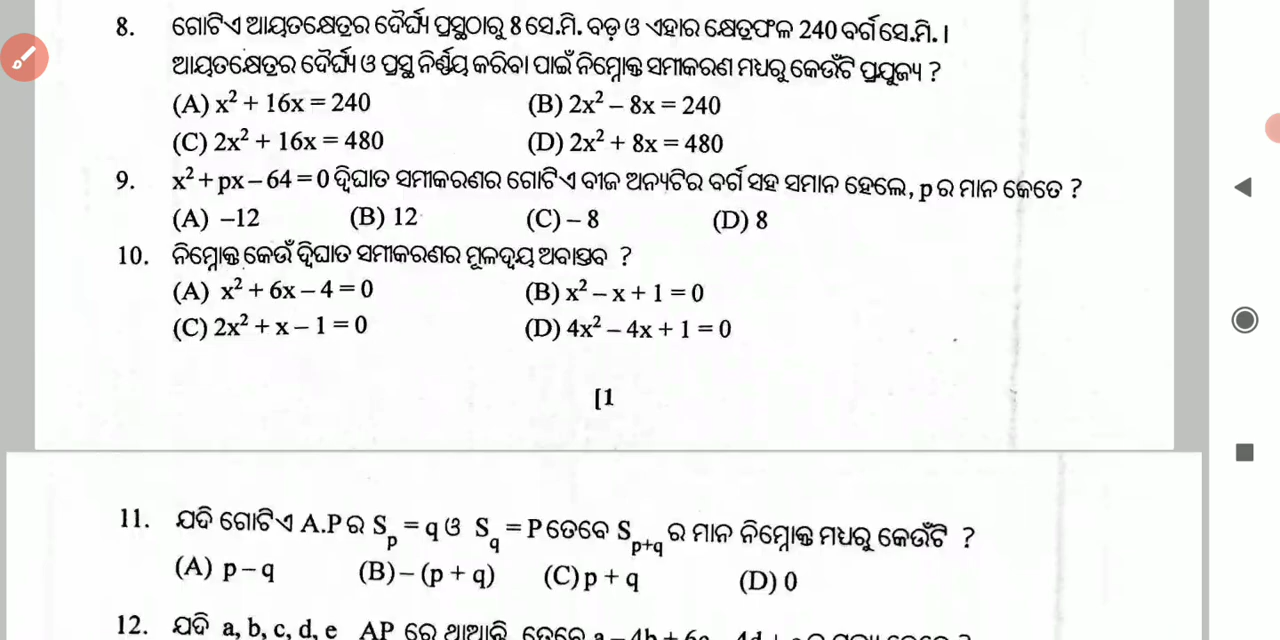 8. ଗୋଟିଏ ଆୟତକ୍ଷେତ୍ରର ଦୈର୍ଘ୍ୟ ପ୍ରସ୍ଥଠାରୁ 8 ସେ.ମି. ବଡ଼ ଓ ଏହାର କ୍ଷେତ୍ରଫଳ 240 ବର୍ଗ ସେ.ମି. ।
ଆୟତକ୍ଷେତ୍ରର ଦୈର୍ଘ୍ୟ ଓ ପ୍ରସ୍ଥ ନିର୍ଣ୍ଣୟ କରିବା ପାଇଁ ନିମ୍ନୋକ୍ତ ସମୀକରଣ ମଧ୍ୟରୁ କେଉଁଟି ପ୍ରଯୁଜ୍ୟ ?
(A) x² + 16x = 240 (B) 2x² – 8x = 240
(C) 2x² + 16x = 480 (D) 2x² + 8x = 480
9. x² + px – 64 = 0 ଦ୍ୱିଘାତ ସମୀକରଣର ଗୋଟିଏ ବୀଜ ଅନ୍ୟଟିର ବର୍ଗ ସହ ସମାନ ହେଲେ, p ର ମାନ କେତେ ?
(A) –12 (B) 12 (C) – 8 (D) 8
10. ନିମ୍ନୋକ୍ତ କେଉଁ ଦ୍ୱିଘାତ ସମୀକରଣର ମୂଳଦ୍ୱୟ ଅବାସ୍ତବ ?
(A) x² + 6x – 4 = 0 (B) x² – x + 1 = 0
(C) 2x² + x – 1 = 0 (D) 4x² – 4x + 1 = 0
[1
11. ଯଦି ଗୋଟିଏ A.P ର Sₚ = q ଓ S_q = P ତେବେ S_{p+q} ର ମାନ ନିମ୍ନୋକ୍ତ ମଧ୍ୟରୁ କେଉଁଟି ?
(A) p – q (B) – (p + q) (C) p + q (D) 0
12. ଯଦି a, b, c, d, e AP ରେ ଥାଆନ୍ତି ତେବେ